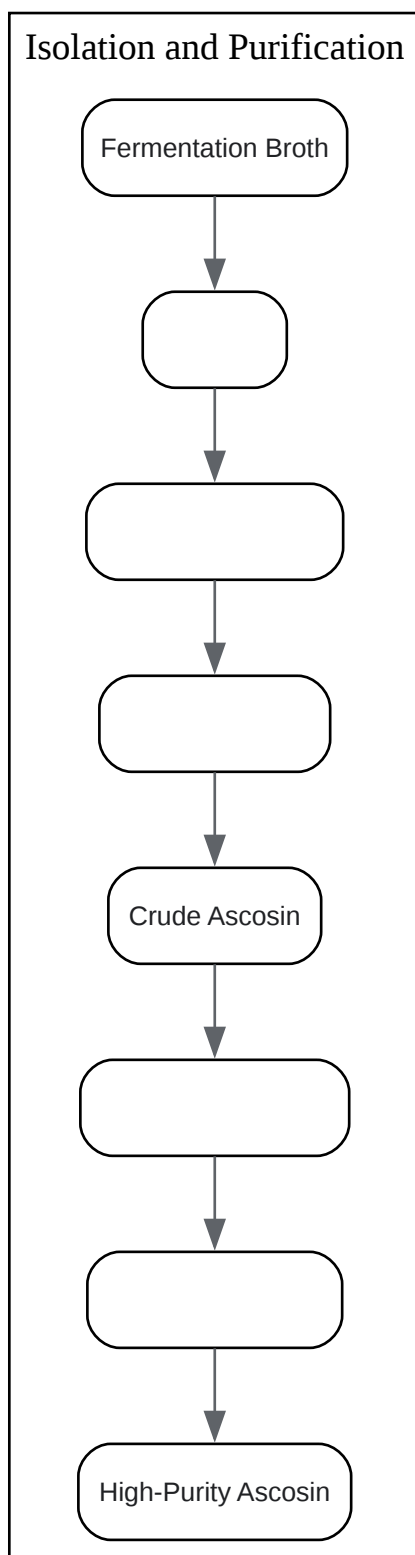 Isolation and Purification
Fermentation Broth
Crude Ascosin
High-Purity Ascosin